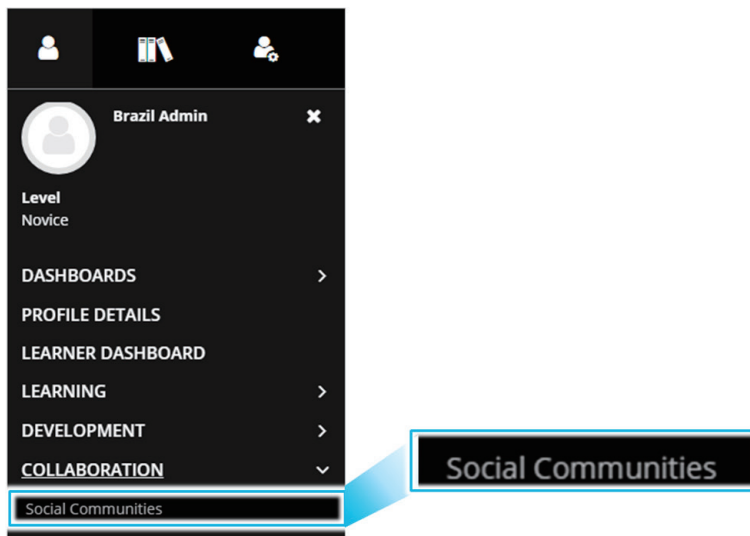 Brazil Admin
Level
Novice
DASHBOARDS
PROFILE DETAILS
LEARNER DASHBOARD
LEARNING
DEVELOPMENT
COLLABORATION
Social Communities
Social Communities